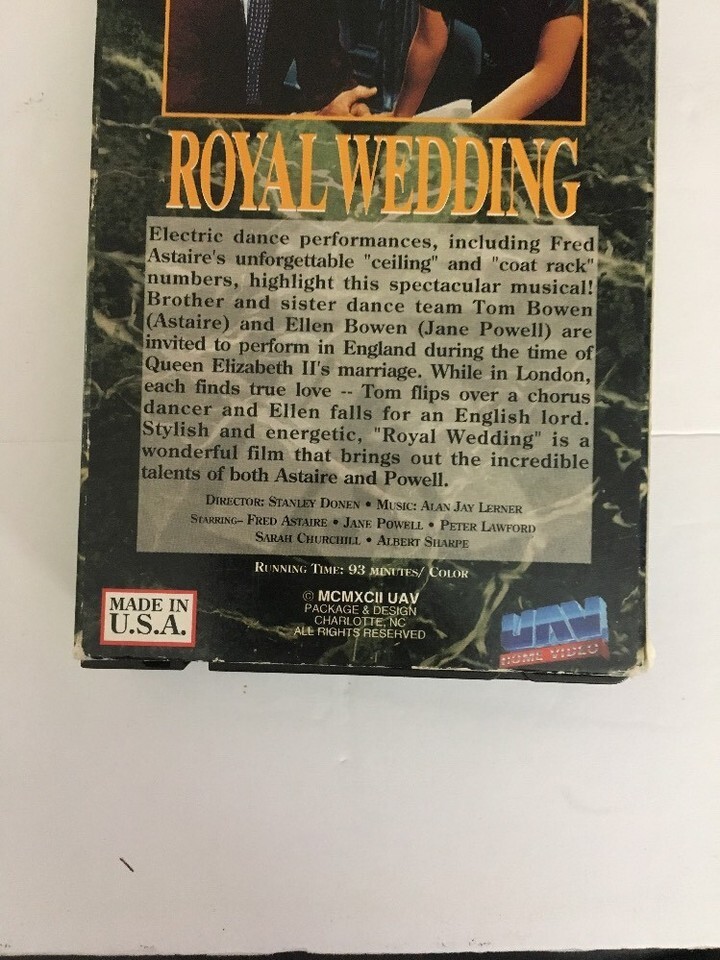 ROYAL WEDDING
Electric dance performances, including Fred
Astaire's unforgettable "ceiling" and "coat rack"
numbers, highlight this spectacular musical!
Brother and sister dance team Tom Bowen
(Astaire) and Ellen Bowen (Jane Powell) are
invited to perform in England during the time of
Queen Elizabeth II's marriage. While in London,
each finds true love -- Tom flips over a chorus
dancer and Ellen falls for an English lord.
Stylish and energetic, "Royal Wedding" is a
wonderful film that brings out the incredible
talents of both Astaire and Powell.
DIRECTOR: STANLEY DONEN • MUSIC: ALAN JAY LERNER
STARRING– FRED ASTAIRE • JANE POWELL • PETER LAWFORD
SARAH CHURCHILL • ALBERT SHARPE
RUNNING TIME: 93 MINUTES/ COLOR
© MCMXCII UAV
PACKAGE & DESIGN
CHARLOTTE, NC
ALL RIGHTS RESERVED
MADE IN
U.S.A.
UAV
HOME VIDEO